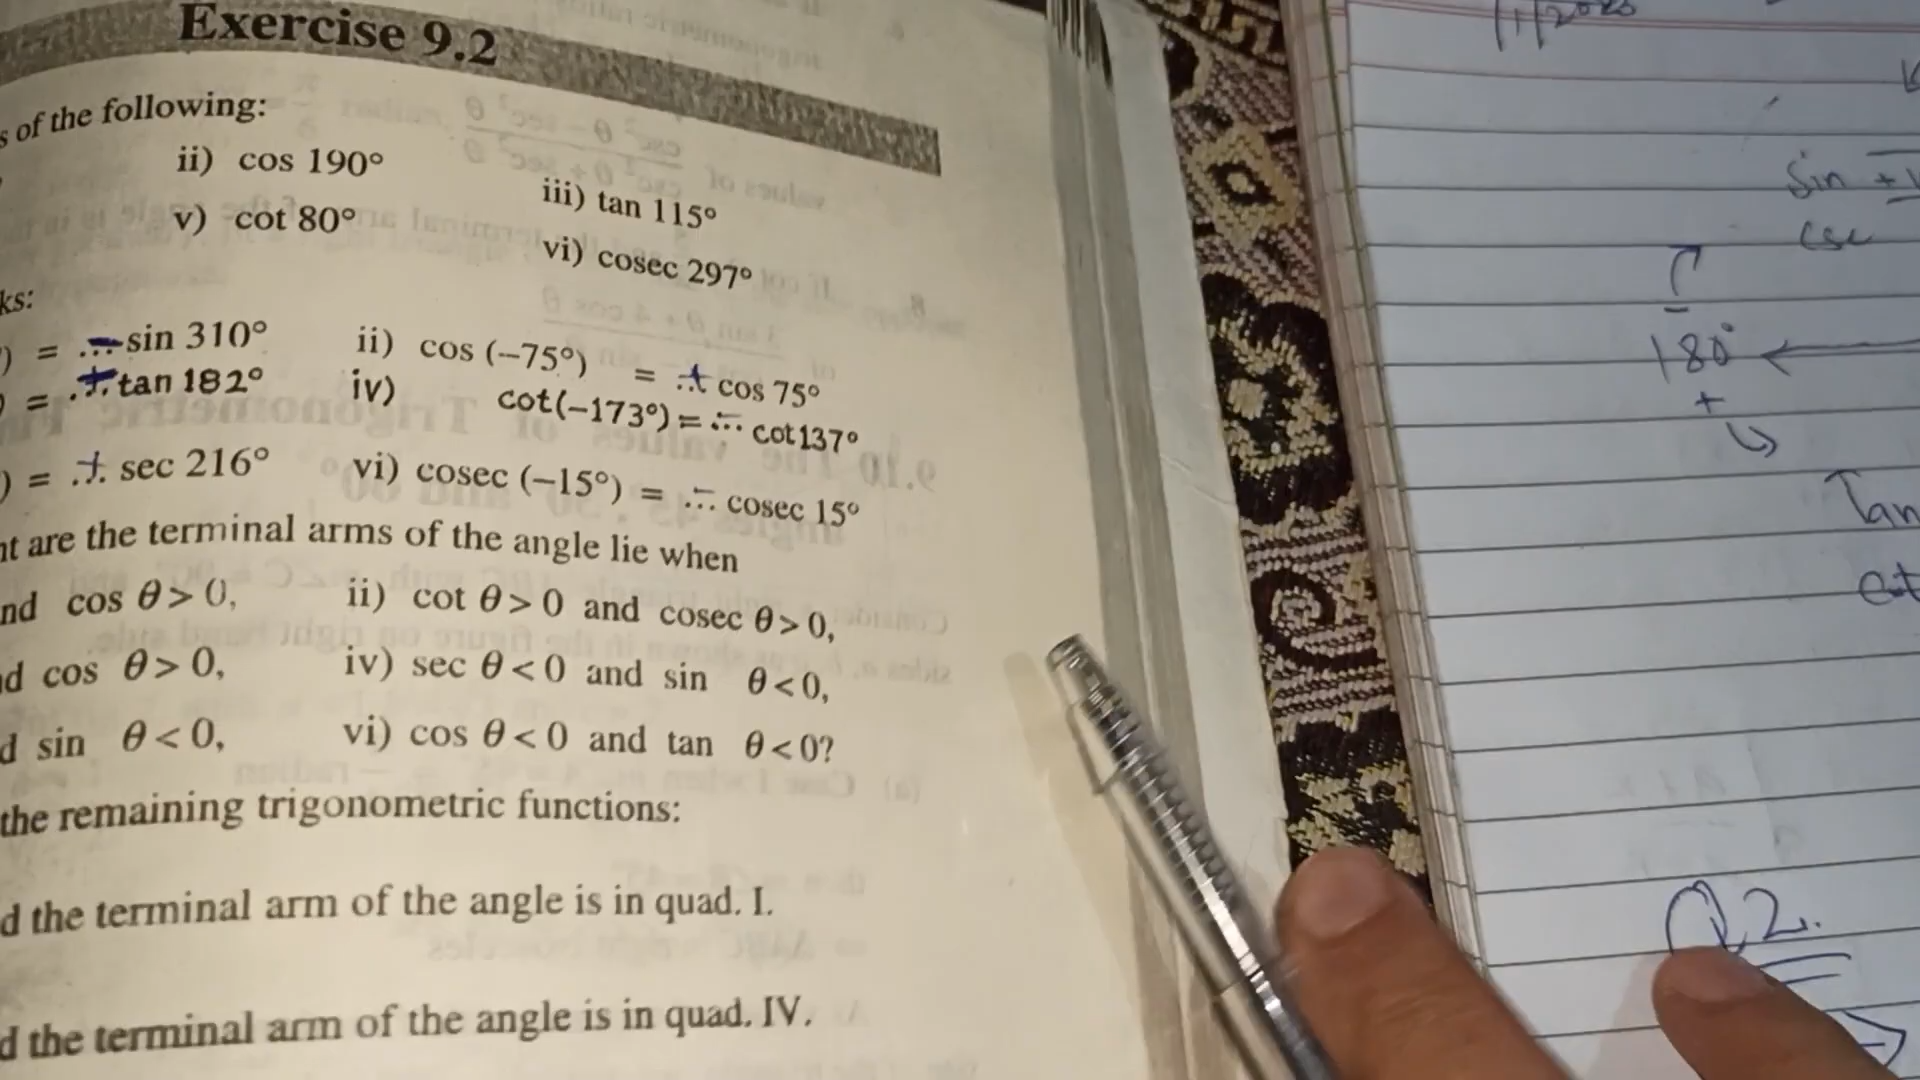 Exercise 9.2
s of the following:
ii) cos 190°
iii) tan 115°
v) cot 80°
vi) cosec 297°
ks:
) = ... – sin 310°   ii) cos (–75°) = ..+ cos 75°
= .+. tan 182°   iv) cot(–173°) = ... – cot 137°
) = .+. sec 216°   vi) cosec (–15°) = ... – cosec 15°
nt are the terminal arms of the angle lie when
nd cos θ > 0,   ii) cot θ > 0 and cosec θ > 0,
d cos θ > 0,   iv) sec θ < 0 and sin θ < 0,
d sin θ < 0,   vi) cos θ < 0 and tan θ < 0?
the remaining trigonometric functions:
d the terminal arm of the angle is in quad. I.
d the terminal arm of the angle is in quad. IV.
sin +
csc
–
180°
+
Tan
cot
Q2.